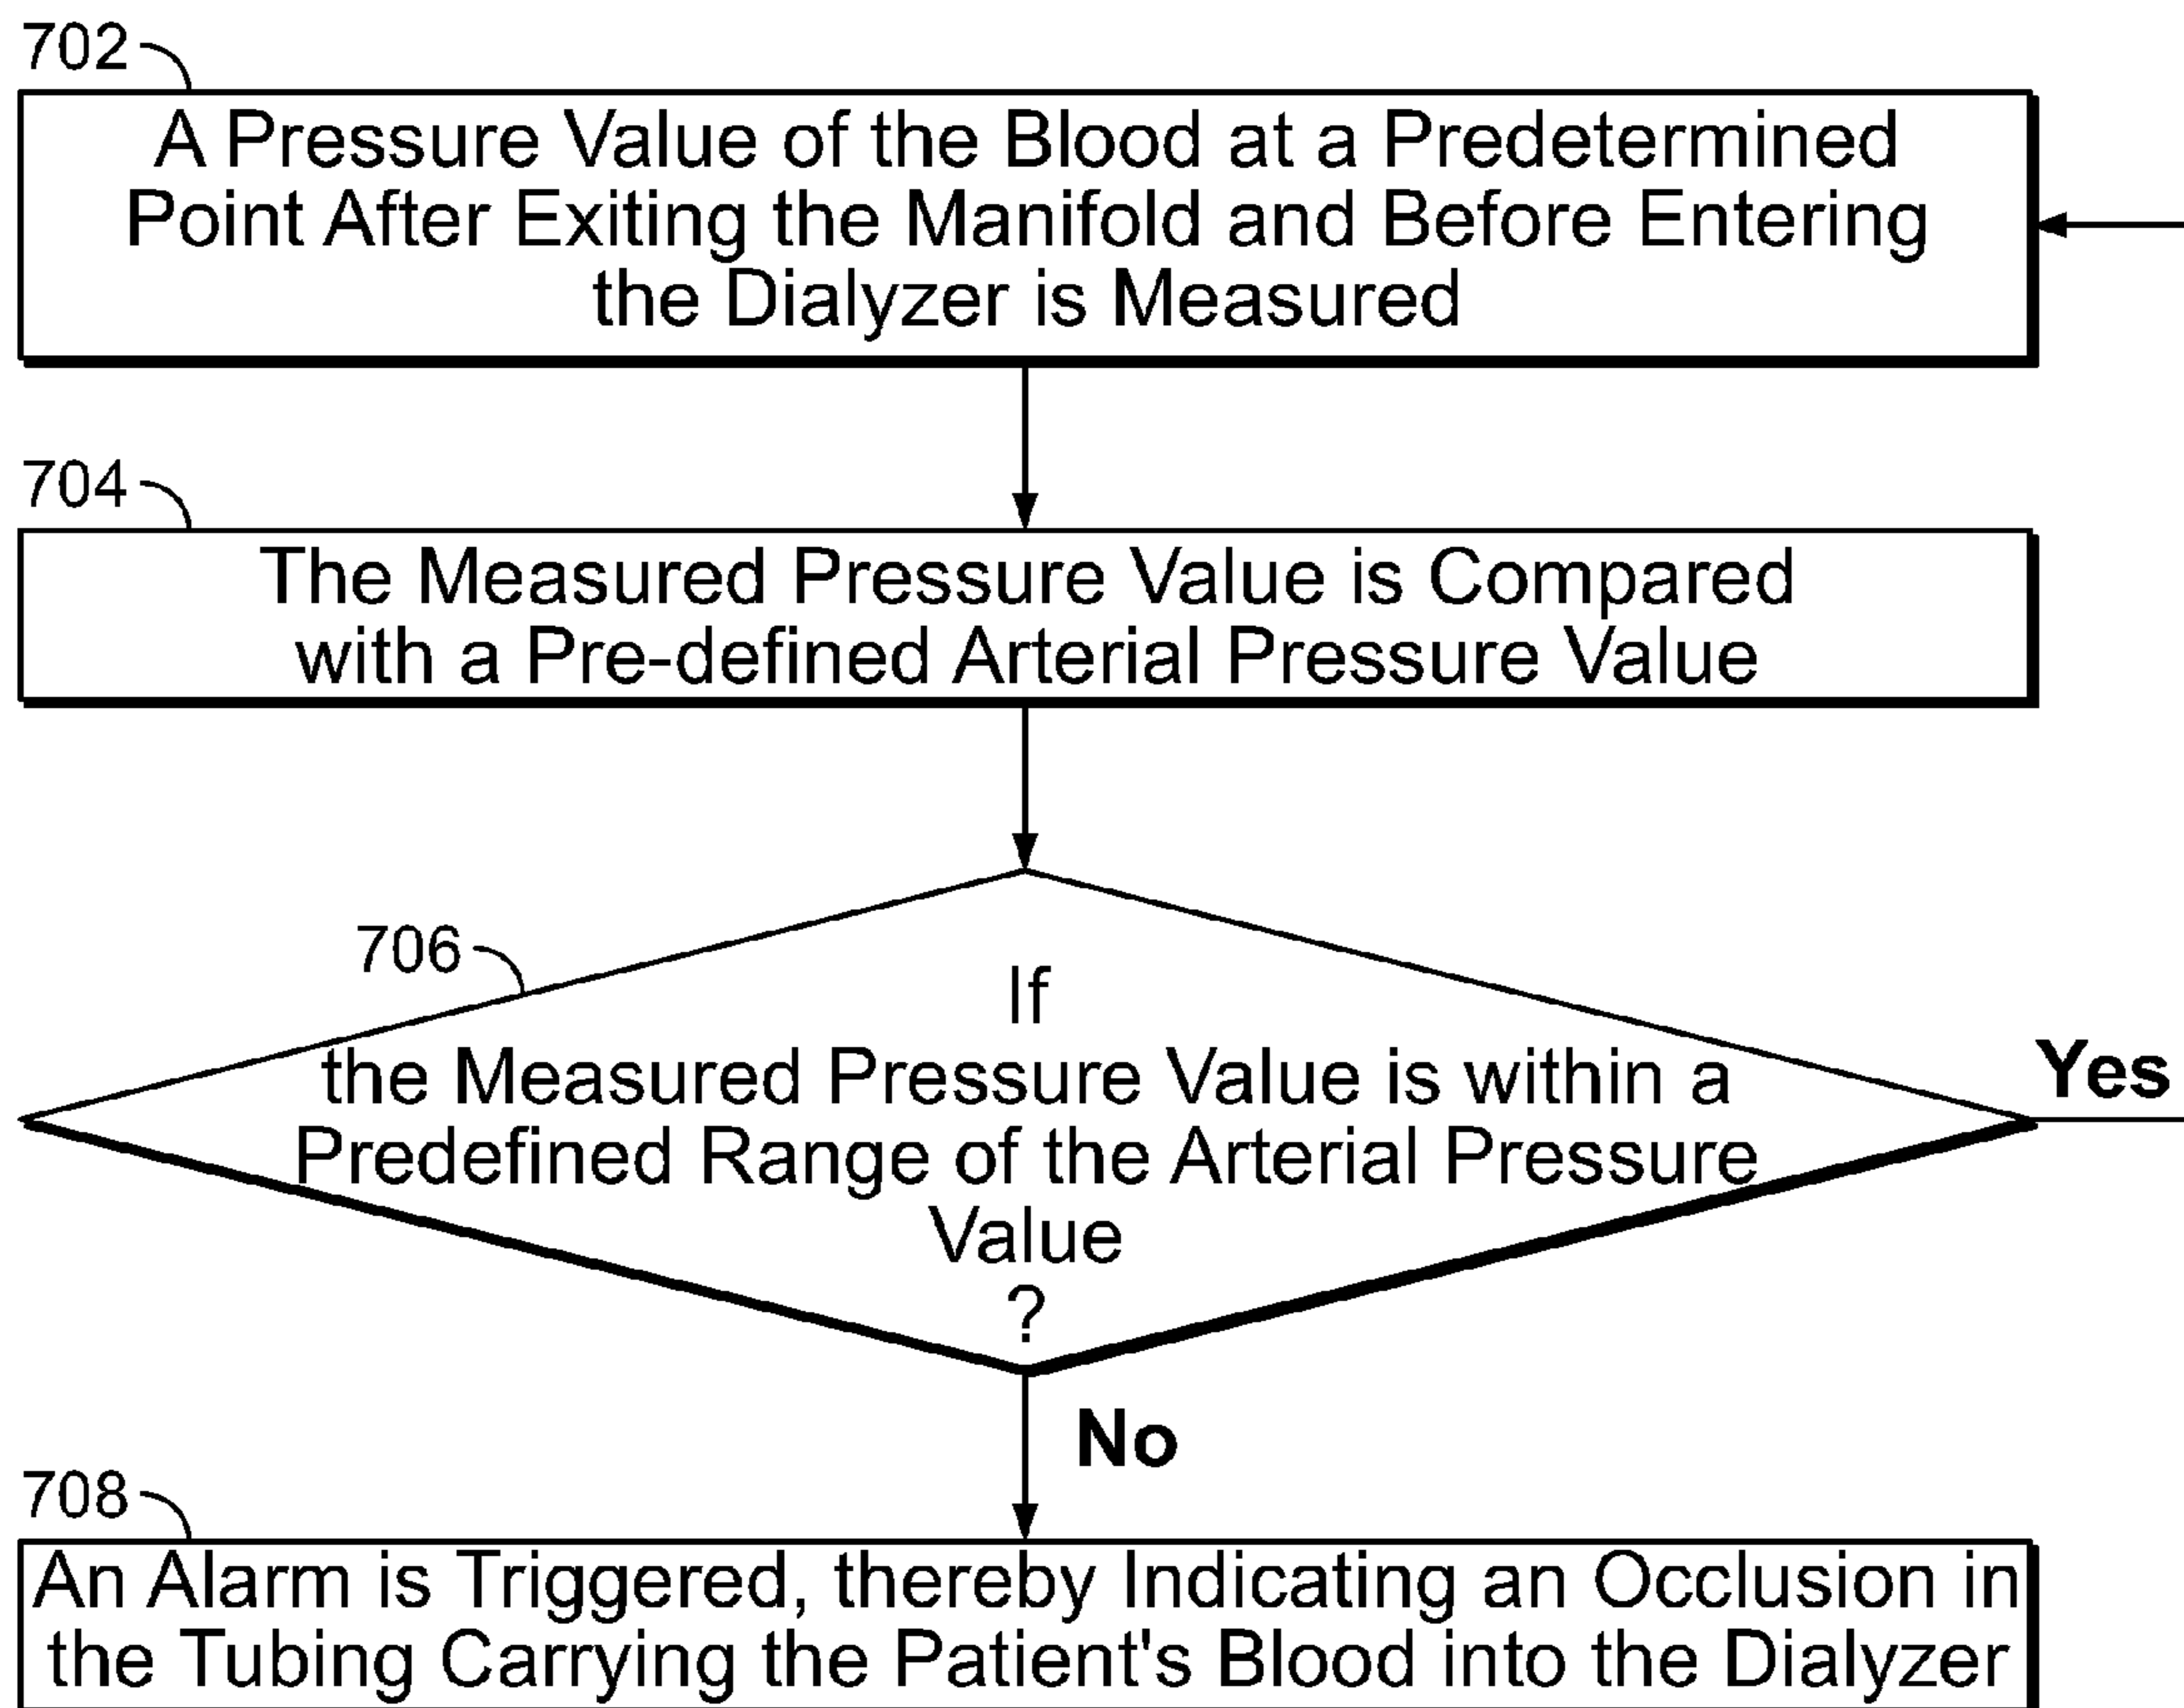 702
A Pressure Value of the Blood at a Predetermined
Point After Exiting the Manifold and Before Entering
the Dialyzer is Measured
704
The Measured Pressure Value is Compared
with a Pre-defined Arterial Pressure Value
706
If
the Measured Pressure Value is within a
Predefined Range of the Arterial Pressure
Value
?
Yes
No
708
An Alarm is Triggered, thereby Indicating an Occlusion in
the Tubing Carrying the Patient's Blood into the Dialyzer